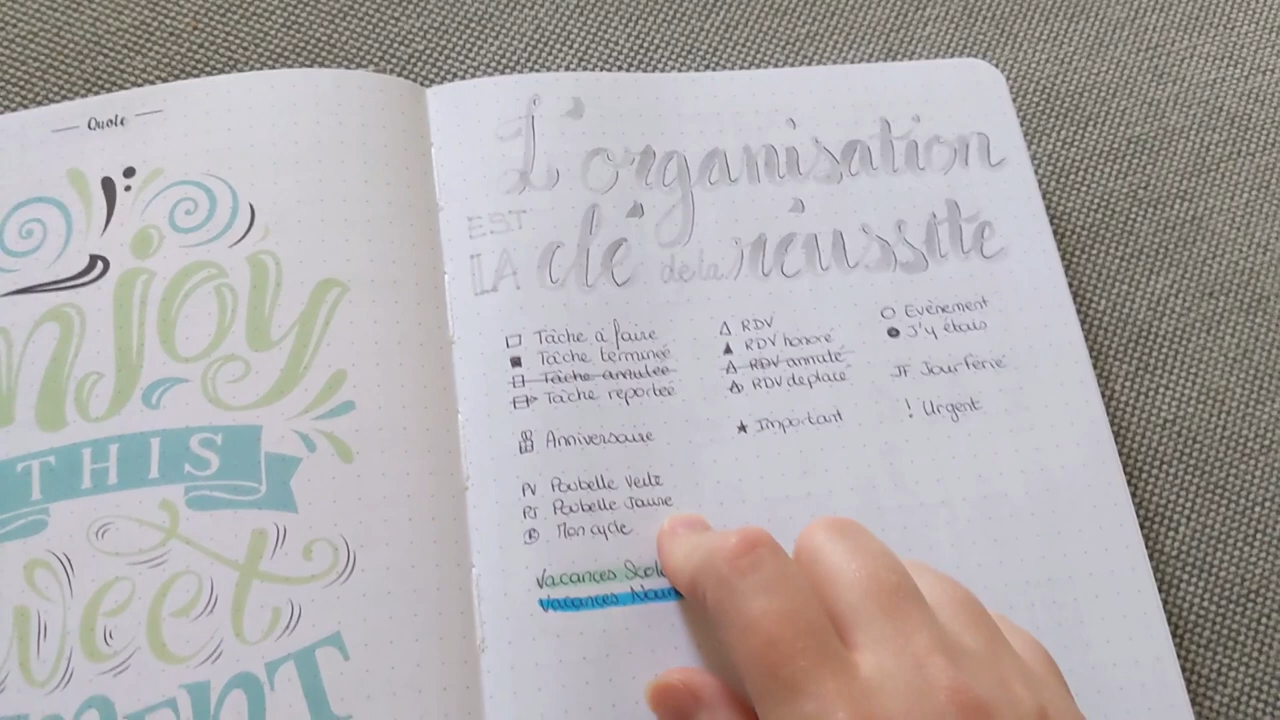 Quote
njoy
THIS
weet
L'organisation
EST
LA clé de la réussite
□ Tâche à faire
■ Tâche terminée
Tâche annulée
Tâche reportée
Anniversaire
PV Poubelle Verte
PJ Poubelle Jaune
Mon cycle
Vacances
Vacances
△ RDV
▲ RDV honoré
△ RDV annulé
RDV déplacé
★ Important
○ Evènement
● J'y étais
JF Jour Férié
! Urgent